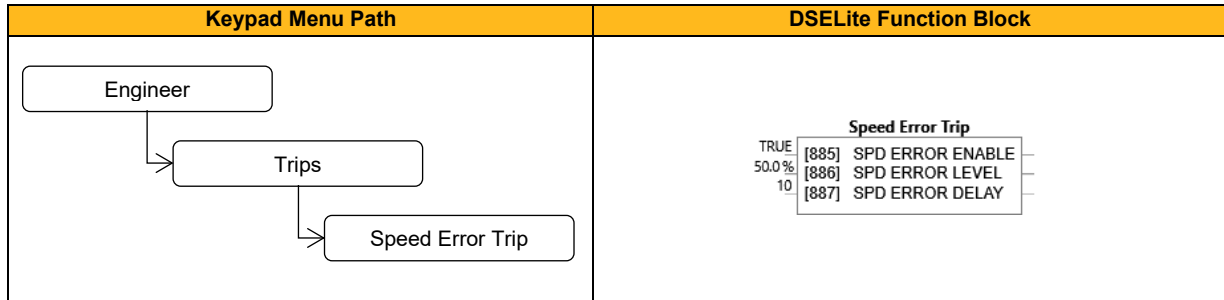 Keypad Menu Path
DSELite Function Block
Engineer
Trips
Speed Error Trip
Speed Error Trip
TRUE [885] SPD ERROR ENABLE
50.0% [886] SPD ERROR LEVEL
10 [887] SPD ERROR DELAY